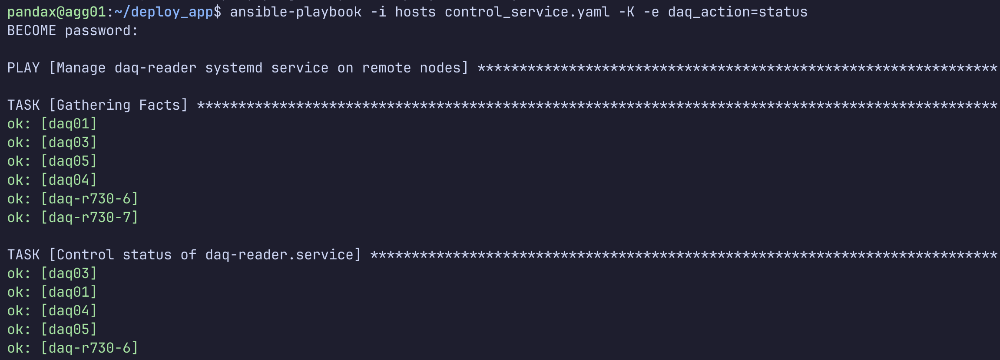 pandax@agg01:~/deploy_app$ ansible-playbook -i hosts control_service.yaml -K -e daq_action=status
BECOME password:
PLAY [Manage daq-reader systemd service on remote nodes] ***************************************************************
TASK [Gathering Facts] *************************************************************************************************
ok: [daq01]
ok: [daq03]
ok: [daq05]
ok: [daq04]
ok: [daq-r730-6]
ok: [daq-r730-7]
TASK [Control status of daq-reader.service] ****************************************************************************
ok: [daq03]
ok: [daq01]
ok: [daq04]
ok: [daq05]
ok: [daq-r730-6]